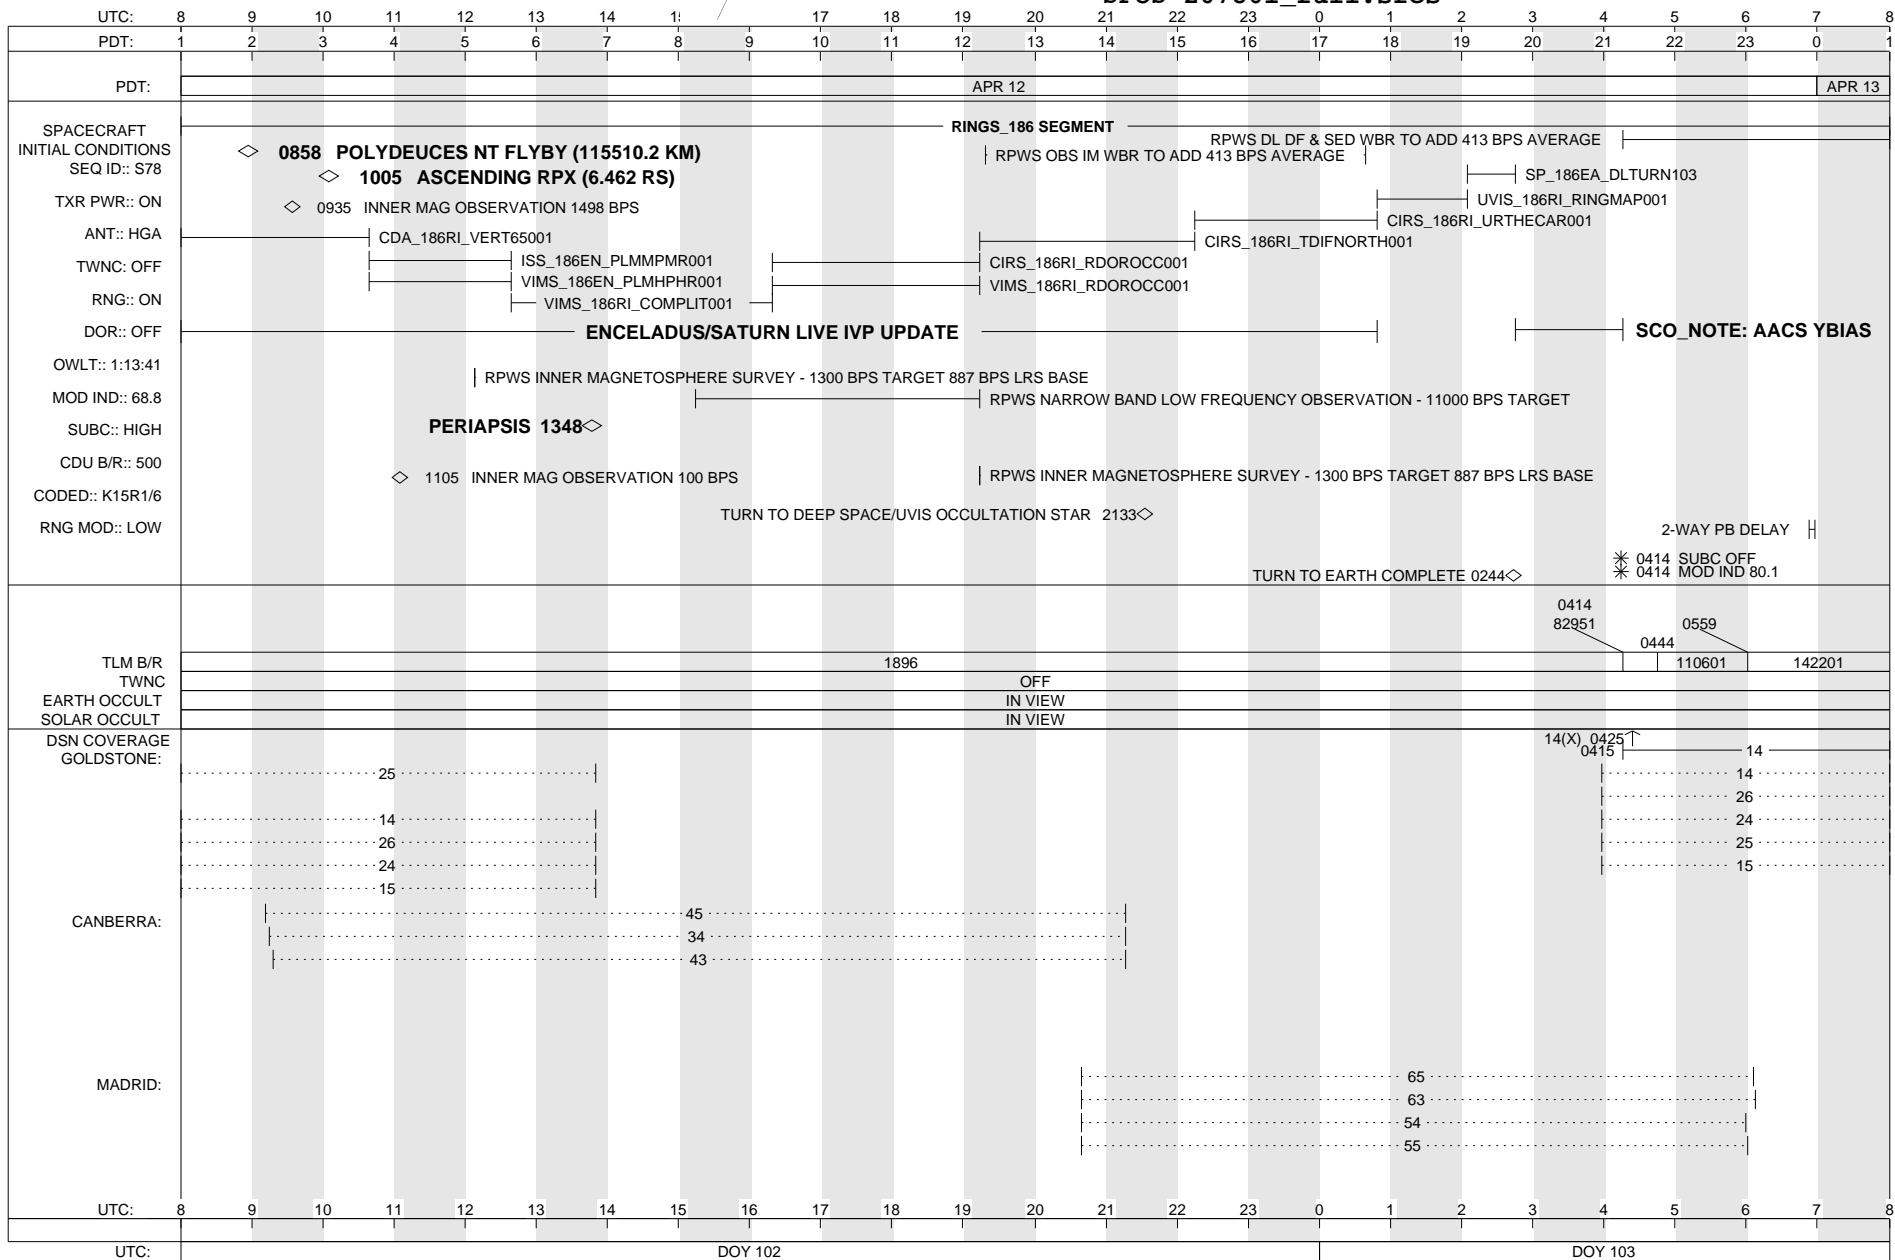 UTC: 8 9 10 11 12 13 14 17 18 19 20 21 22 23 0 1 2 3 4 5 6 7 8
PDT: 1 2 3 4 5 6 7 8 9 10 11 12 13 14 15 16 17 18 19 20 21 22 23 0 1
PDT: APR 12 APR 13
SPACECRAFT
INITIAL CONDITIONS
SEQ ID:: S78
TXR PWR:: ON
ANT:: HGA
TWNC: OFF
RNG:: ON
DOR:: OFF
OWLT:: 1:13:41
MOD IND:: 68.8
SUBC:: HIGH
CDU B/R:: 500
CODED:: K15R1/6
RNG MOD:: LOW
RINGS_186 SEGMENT
RPWS DL DF & SED WBR TO ADD 413 BPS AVERAGE
0858 POLYDEUCES NT FLYBY (115510.2 KM)
RPWS OBS IM WBR TO ADD 413 BPS AVERAGE
1005 ASCENDING RPX (6.462 RS)
SP_186EA_DLTURN103
0935 INNER MAG OBSERVATION 1498 BPS
UVIS_186RI_RINGMAP001
CIRS_186RI_URTHECAR001
CDA_186RI_VERT65001
CIRS_186RI_TDIFNORTH001
ISS_186EN_PLMMPMR001
CIRS_186RI_RDOROCC001
VIMS_186EN_PLMHPHR001
VIMS_186RI_RDOROCC001
VIMS_186RI_COMPLIT001
ENCELADUS/SATURN LIVE IVP UPDATE
SCO_NOTE: AACS YBIAS
RPWS INNER MAGNETOSPHERE SURVEY - 1300 BPS TARGET 887 BPS LRS BASE
RPWS NARROW BAND LOW FREQUENCY OBSERVATION - 11000 BPS TARGET
PERIAPSIS 1348
1105 INNER MAG OBSERVATION 100 BPS
RPWS INNER MAGNETOSPHERE SURVEY - 1300 BPS TARGET 887 BPS LRS BASE
TURN TO DEEP SPACE/UVIS OCCULTATION STAR 2133
2-WAY PB DELAY
0414 SUBC OFF
0414 MOD IND 80.1
TURN TO EARTH COMPLETE 0244
0414
82951 0559
0444
TLM B/R 1896 110601 142201
TWNC OFF
EARTH OCCULT IN VIEW
SOLAR OCCULT IN VIEW
DSN COVERAGE
14(X) 0425
0415 14
GOLDSTONE:
25 14
26
14 24
26 25
24 15
15
CANBERRA:
45
34
43
MADRID:
65
63
54
55
UTC: 8 9 10 11 12 13 14 15 16 17 18 19 20 21 22 23 0 1 2 3 4 5 6 7 8
UTC: DOY 102 DOY 103